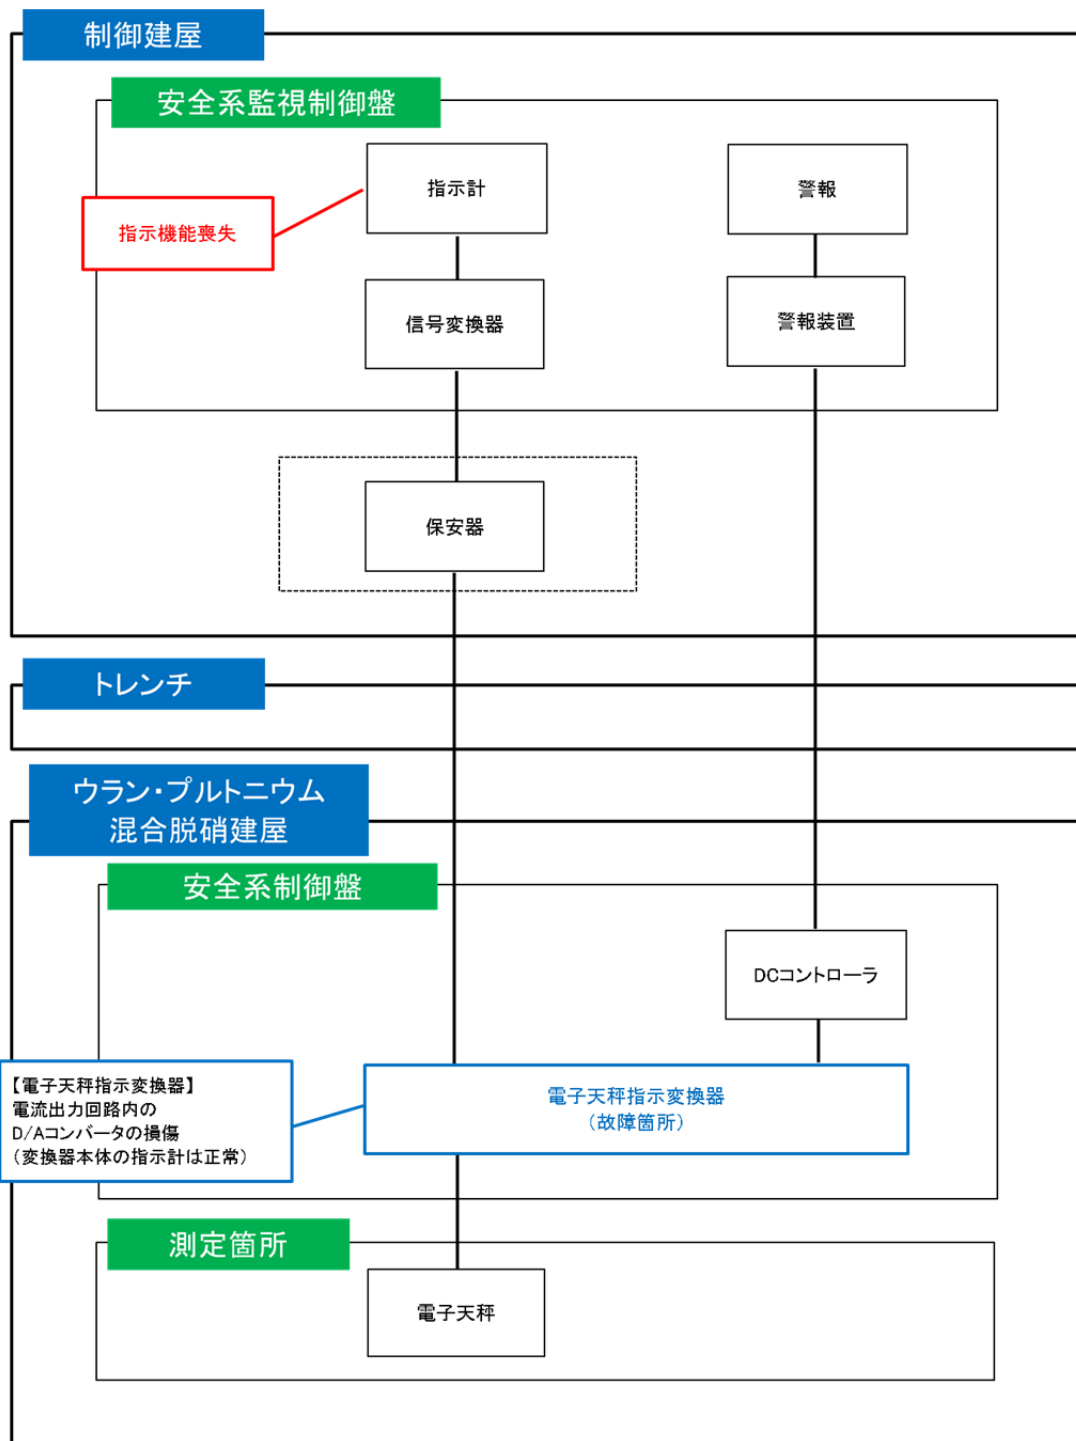 制御建屋
安全系監視制御盤
指示計
警報
指示機能喪失
信号変換器
警報装置
保安器
トレンチ
ウラン・プルトニウム
混合脱硝建屋
安全系制御盤
DCコントローラ
【電子天秤指示変換器】
電流出力回路内の
D/Aコンバータの損傷
（変換器本体の指示計は正常）
電子天秤指示変換器
（故障箇所）
測定箇所
電子天秤